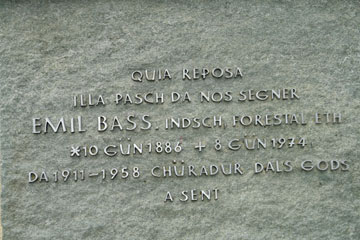 QUIA REPOSA
ILLA PASCH DA NOS SEGNER
EMIL BASS, INDSCH. FORESTAL ETH
*10 GÜN 1886 + 8 GÜN 1974
DA 1911-1958 CHÜRADUR DALS GODS
A SENT